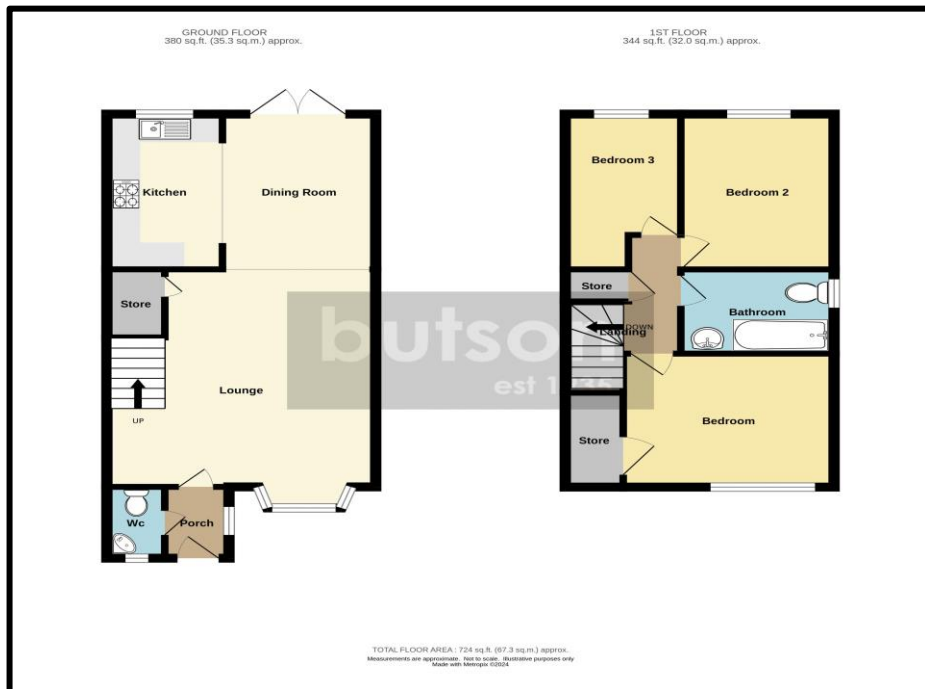 GROUND FLOOR
380 sq.ft. (35.3 sq.m.) approx.
1ST FLOOR
344 sq.ft. (32.0 sq.m.) approx.
Kitchen
Dining Room
Store
UP
Lounge
Wc
Porch
Bedroom 3
Bedroom 2
Store
Bathroom
DOWN
Landing
Bedroom
Store
butson
est 1935
TOTAL FLOOR AREA : 724 sq.ft. (67.3 sq.m.) approx.
Measurements are approximate. Not to scale. Illustrative purposes only
Made with Metropix ©2024